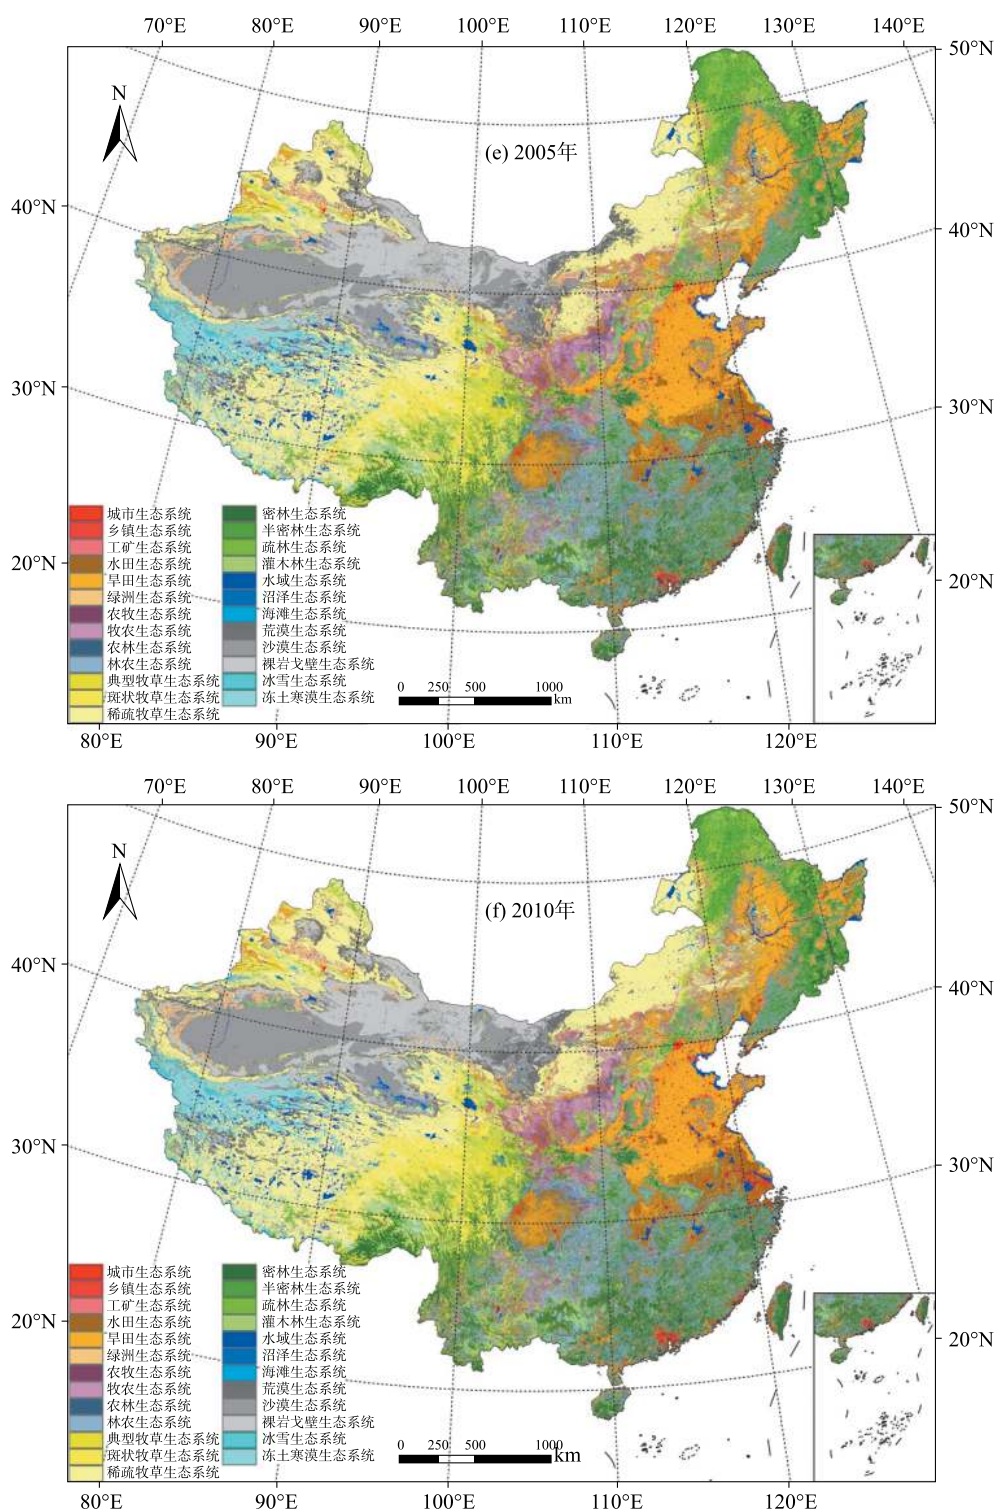 70°E 80°E 90°E 100°E 110°E 120°E 130°E 140°E
50°N
N
(e) 2005年
40°N
40°N
30°N
30°N
20°N
20°N
城市生态系统
乡镇生态系统
工矿生态系统
水田生态系统
旱田生态系统
绿洲生态系统
农牧生态系统
牧农生态系统
农林生态系统
林农生态系统
典型牧草生态系统
斑状牧草生态系统
稀疏牧草生态系统
密林生态系统
半密林生态系统
疏林生态系统
灌木林生态系统
水域生态系统
沼泽生态系统
海滩生态系统
荒漠生态系统
沙漠生态系统
裸岩戈壁生态系统
冰雪生态系统
冻土寒漠生态系统
0 250 500 1000
km
80°E 90°E 100°E 110°E 120°E
70°E 80°E 90°E 100°E 110°E 120°E 130°E 140°E
50°N
N
(f) 2010年
40°N
40°N
30°N
30°N
20°N
20°N
城市生态系统
乡镇生态系统
工矿生态系统
水田生态系统
旱田生态系统
绿洲生态系统
农牧生态系统
牧农生态系统
农林生态系统
林农生态系统
典型牧草生态系统
斑状牧草生态系统
稀疏牧草生态系统
密林生态系统
半密林生态系统
疏林生态系统
灌木林生态系统
水域生态系统
沼泽生态系统
海滩生态系统
荒漠生态系统
沙漠生态系统
裸岩戈壁生态系统
冰雪生态系统
冻土寒漠生态系统
0 250 500 1000
km
80°E 90°E 100°E 110°E 120°E